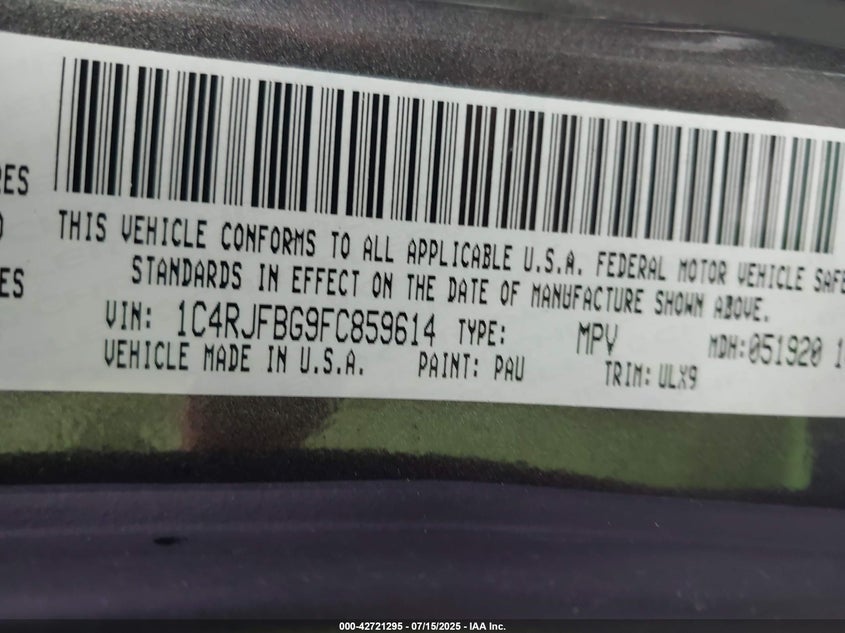 RES
THIS VEHICLE CONFORMS TO ALL APPLICABLE U.S.A. FEDERAL MOTOR VEHICLE SAFE
STANDARDS IN EFFECT ON THE DATE OF MANUFACTURE SHOWN ABOVE.
ES
VIN: 1C4RJFBG9FC859614 TYPE: MPV MDH:051920 1
VEHICLE MADE IN U.S.A. PAINT: PAU TRIM: ULX9
000-42721295 - 07/15/2025 - IAA Inc.